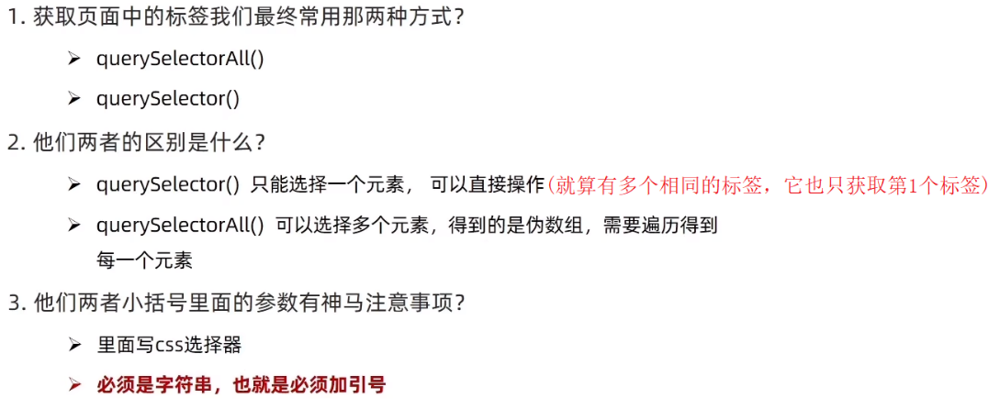 1. 获取页面中的标签我们最终常用那两种方式？
➢ querySelectorAll()
➢ querySelector()
2. 他们两者的区别是什么？
➢ querySelector() 只能选择一个元素， 可以直接操作(就算有多个相同的标签，它也只获取第1个标签)
➢ querySelectorAll() 可以选择多个元素，得到的是伪数组，需要遍历得到
每一个元素
3. 他们两者小括号里面的参数有神马注意事项？
➢ 里面写css选择器
➢ 必须是字符串，也就是必须加引号